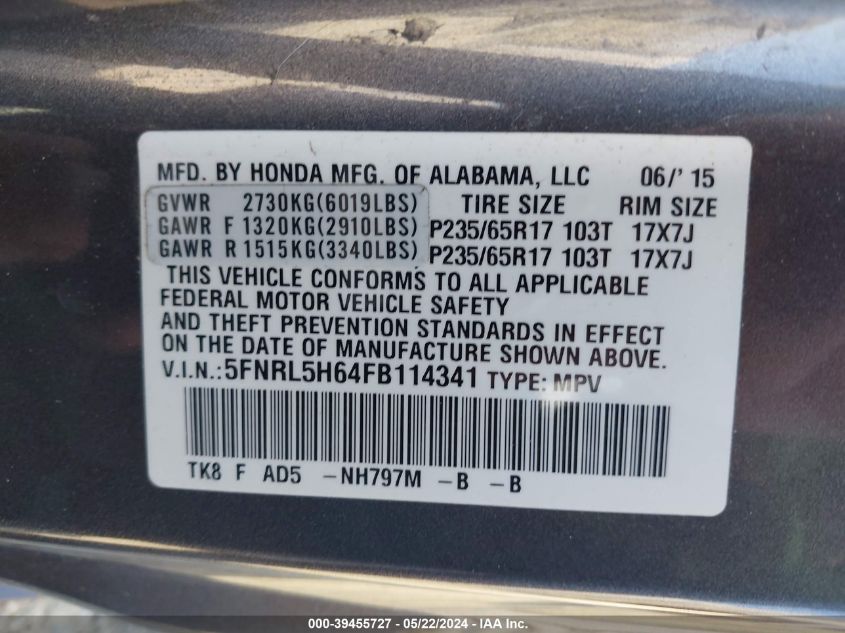 MFD. BY HONDA MFG. OF ALABAMA, LLC 06/' 15
GVWR 2730KG(6019LBS) TIRE SIZE RIM SIZE
GAWR F 1320KG(2910LBS) P235/65R17 103T 17X7J
GAWR R 1515KG(3340LBS) P235/65R17 103T 17X7J
THIS VEHICLE CONFORMS TO ALL APPLICABLE
FEDERAL MOTOR VEHICLE SAFETY
AND THEFT PREVENTION STANDARDS IN EFFECT
ON THE DATE OF MANUFACTURE SHOWN ABOVE.
V.I.N.:5FNRL5H64FB114341 TYPE: MPV
TK8 F AD5 -NH797M -B -B
000-39455727 - 05/22/2024 - IAA Inc.